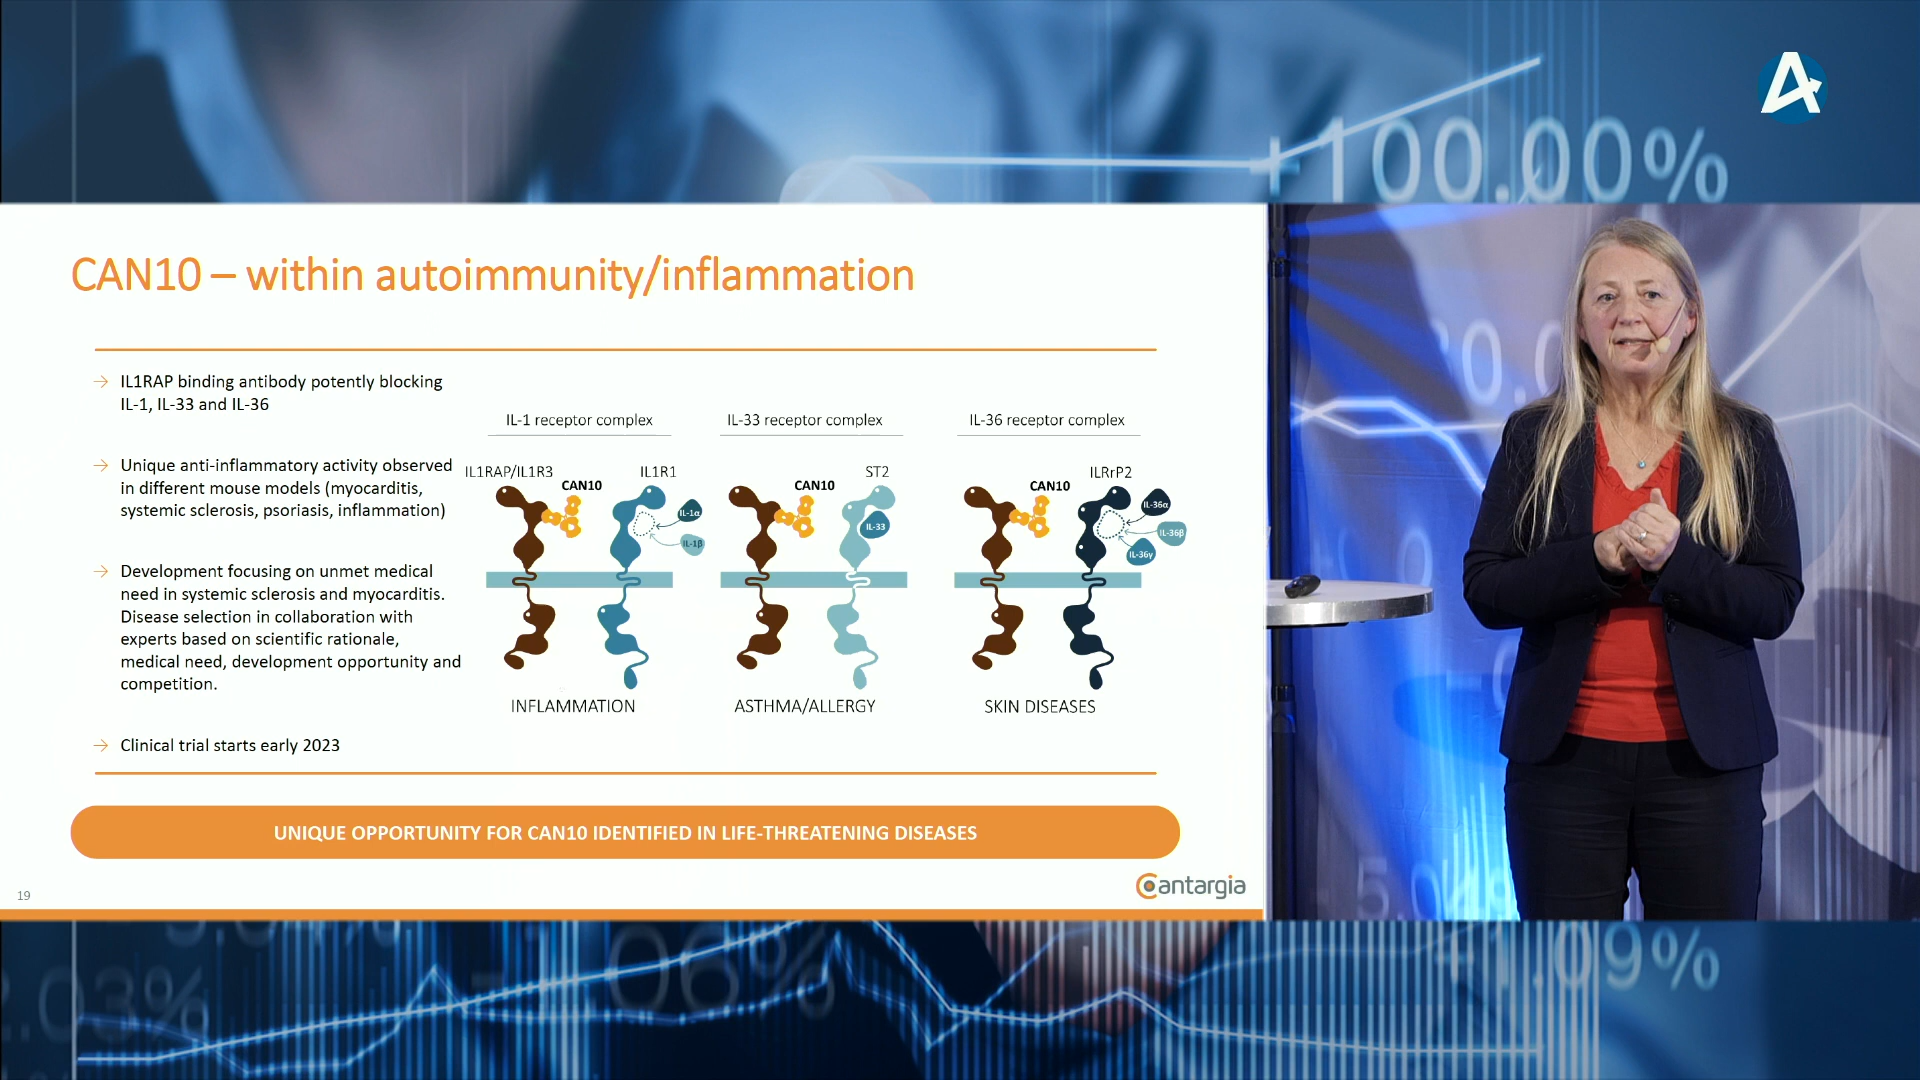 +100.00%
CAN10 – within autoimmunity/inflammation
→ IL1RAP binding antibody potently blocking
IL-1, IL-33 and IL-36
→ Unique anti-inflammatory activity observed
in different mouse models (myocarditis,
systemic sclerosis, psoriasis, inflammation)
→ Development focusing on unmet medical
need in systemic sclerosis and myocarditis.
Disease selection in collaboration with
experts based on scientific rationale,
medical need, development opportunity and
competition.
→ Clinical trial starts early 2023
IL-1 receptor complex
IL1RAP/IL1R3
CAN10
IL1R1
IL-1α
IL-1β
INFLAMMATION
IL-33 receptor complex
CAN10
ST2
IL-33
ASTHMA/ALLERGY
IL-36 receptor complex
CAN10
ILRrP2
IL-36α
IL-36β
IL-36γ
SKIN DISEASES
UNIQUE OPPORTUNITY FOR CAN10 IDENTIFIED IN LIFE-THREATENING DISEASES
19
Cantargia